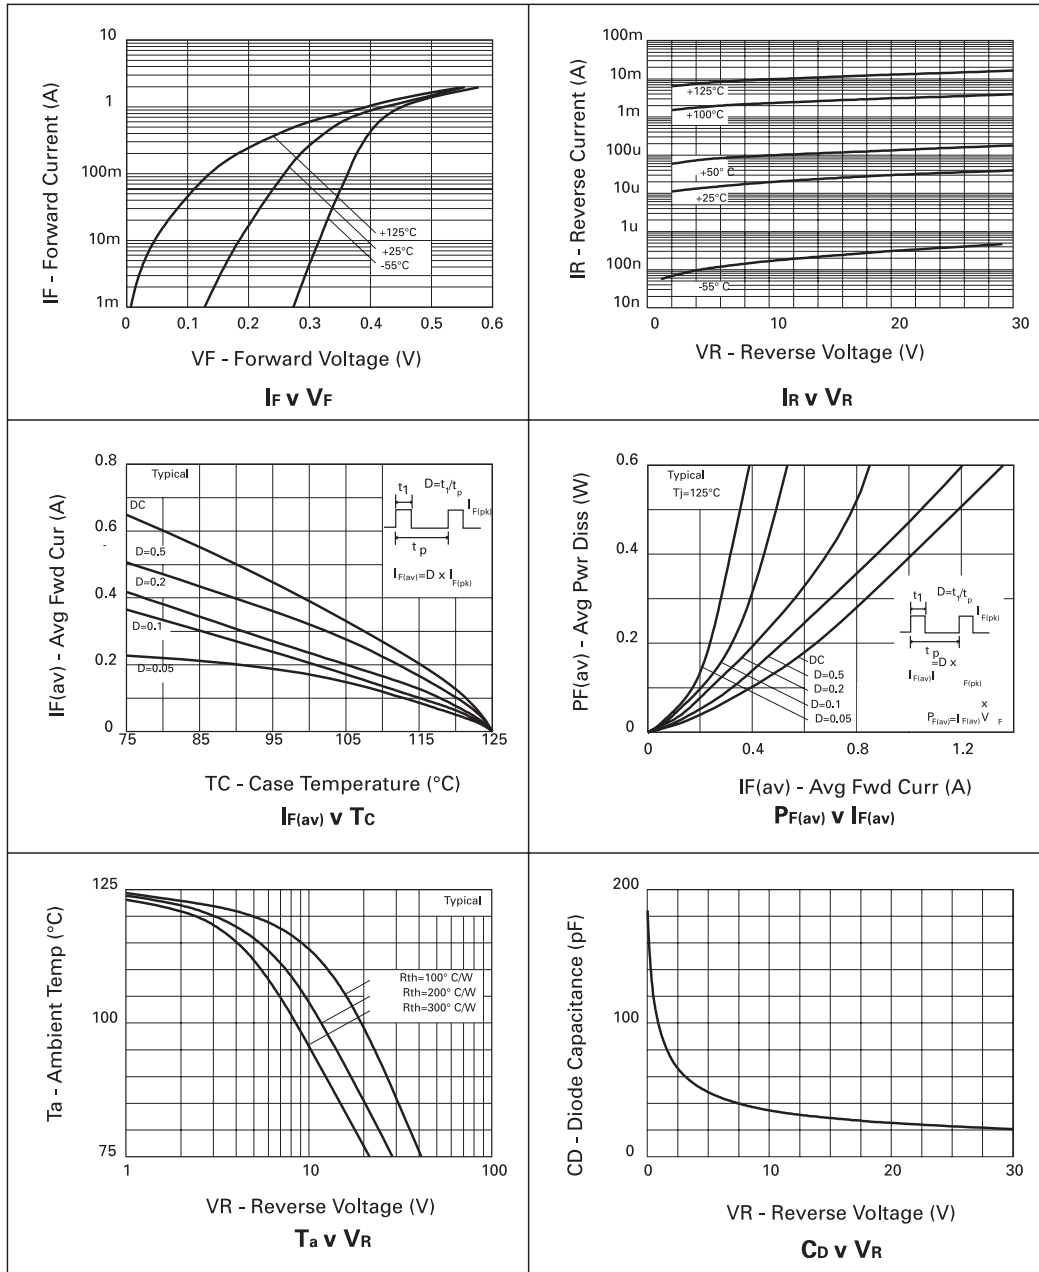 IF - Forward Current (A)
10
1
100m
10m
1m
+125°C
+25°C
-55°C
0 0.1 0.2 0.3 0.4 0.5 0.6
VF - Forward Voltage (V)
IF v VF
IR - Reverse Current (A)
100m
10m
1m
100u
10u
1u
100n
10n
+125°C
+100°C
+50° C
+25°C
-55° C
0 10 20 30
VR - Reverse Voltage (V)
IR v VR
IF(av) - Avg Fwd Cur (A)
0.8
0.6
0.4
0.2
0
Typical
DC
D=0.5
D=0.2
D=0.1
D=0.05
t1 D=t1/tp
IF(pk)
tp
IF(av)=D x IF(pk)
75 85 95 105 115 125
TC - Case Temperature (°C)
IF(av) v TC
PF(av) - Avg Pwr Diss (W)
0.6
0.4
0.2
0
Typical
Tj=125°C
DC
D=0.5
D=0.2
D=0.1
D=0.05
t1 D=t1/tp
IF(pk)
tp
=D x
IF(av)I F(pk)
x
PF(av)=IF(av) VF
0 0.4 0.8 1.2
IF(av) - Avg Fwd Curr (A)
PF(av) v IF(av)
Ta - Ambient Temp (°C)
125
100
75
Typical
Rth=100° C/W
Rth=200° C/W
Rth=300° C/W
1 10 100
VR - Reverse Voltage (V)
Ta v VR
CD - Diode Capacitance (pF)
200
100
0
0 10 20 30
VR - Reverse Voltage (V)
CD v VR